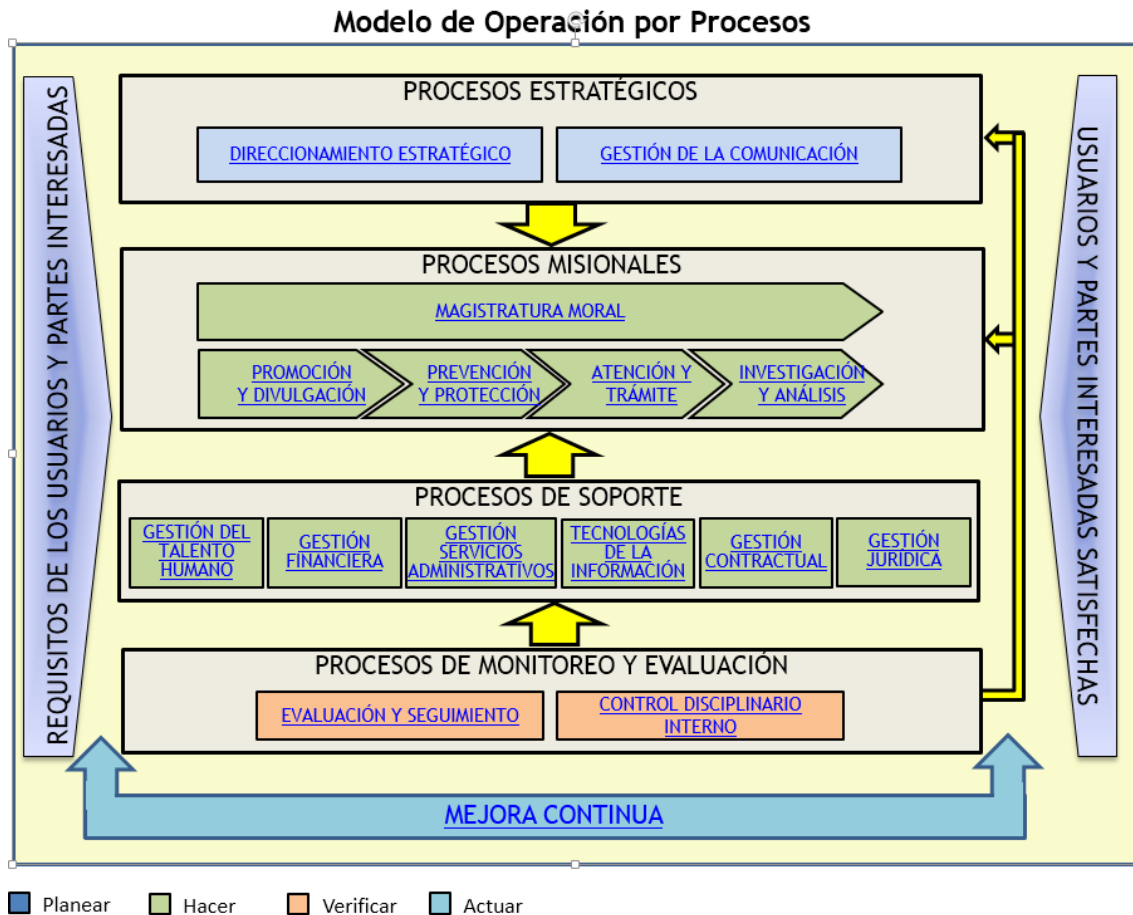 Modelo de Operación por Procesos
REQUISITOS DE LOS USUARIOS Y PARTES INTERESADAS
PROCESOS ESTRATÉGICOS
DIRECCIONAMIENTO ESTRATÉGICO
GESTIÓN DE LA COMUNICACIÓN
PROCESOS MISIONALES
MAGISTRATURA MORAL
PROMOCIÓN
Y DIVULGACIÓN
PREVENCIÓN
Y PROTECCIÓN
ATENCIÓN Y
TRÁMITE
INVESTIGACIÓN
Y ANÁLISIS
PROCESOS DE SOPORTE
GESTIÓN DEL
TALENTO
HUMANO
GESTIÓN
FINANCIERA
GESTIÓN
SERVICIOS
ADMINISTRATIVOS
TECNOLOGÍAS
DE LA
INFORMACIÓN
GESTIÓN
CONTRACTUAL
GESTIÓN
JURÍDICA
PROCESOS DE MONITOREO Y EVALUACIÓN
EVALUACIÓN Y SEGUIMIENTO
CONTROL DISCIPLINARIO
INTERNO
USUARIOS Y PARTES INTERESADAS SATISFECHAS
MEJORA CONTINUA
Planear
Hacer
Verificar
Actuar